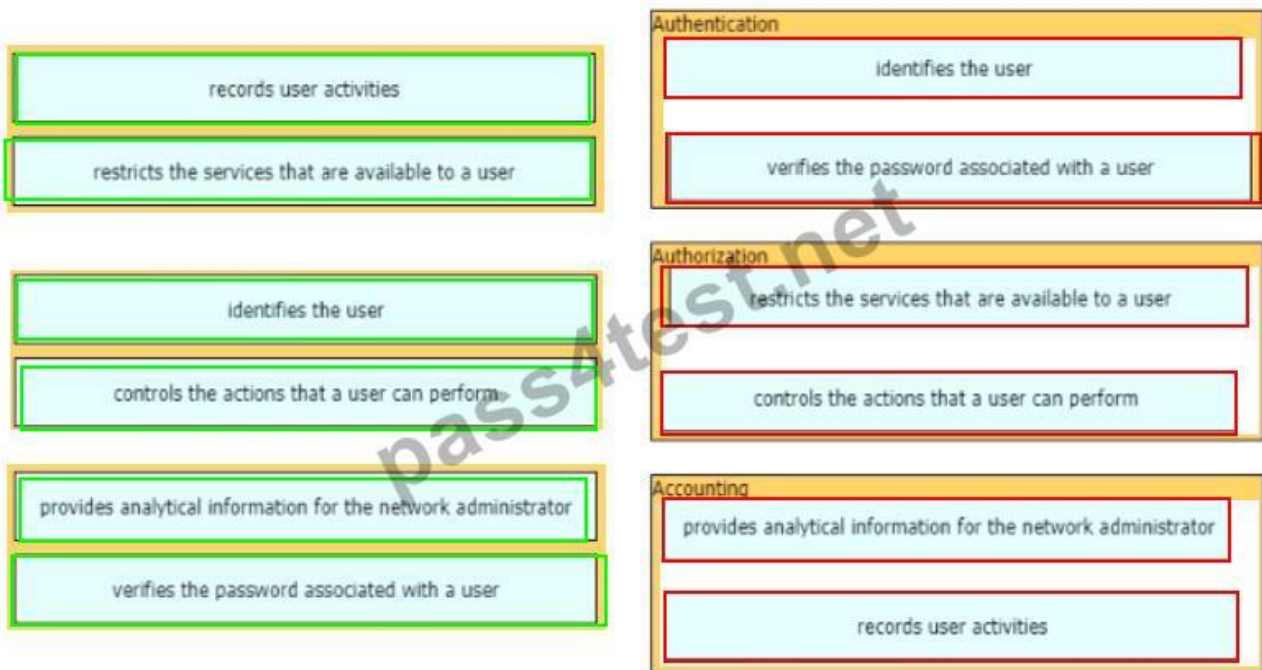 records user activities
restricts the services that are available to a user
identifies the user
controls the actions that a user can perform
provides analytical information for the network administrator
verifies the password associated with a user
Authentication
identifies the user
verifies the password associated with a user
Authorization
restricts the services that are available to a user
controls the actions that a user can perform
Accounting
provides analytical information for the network administrator
records user activities
pass4test.net